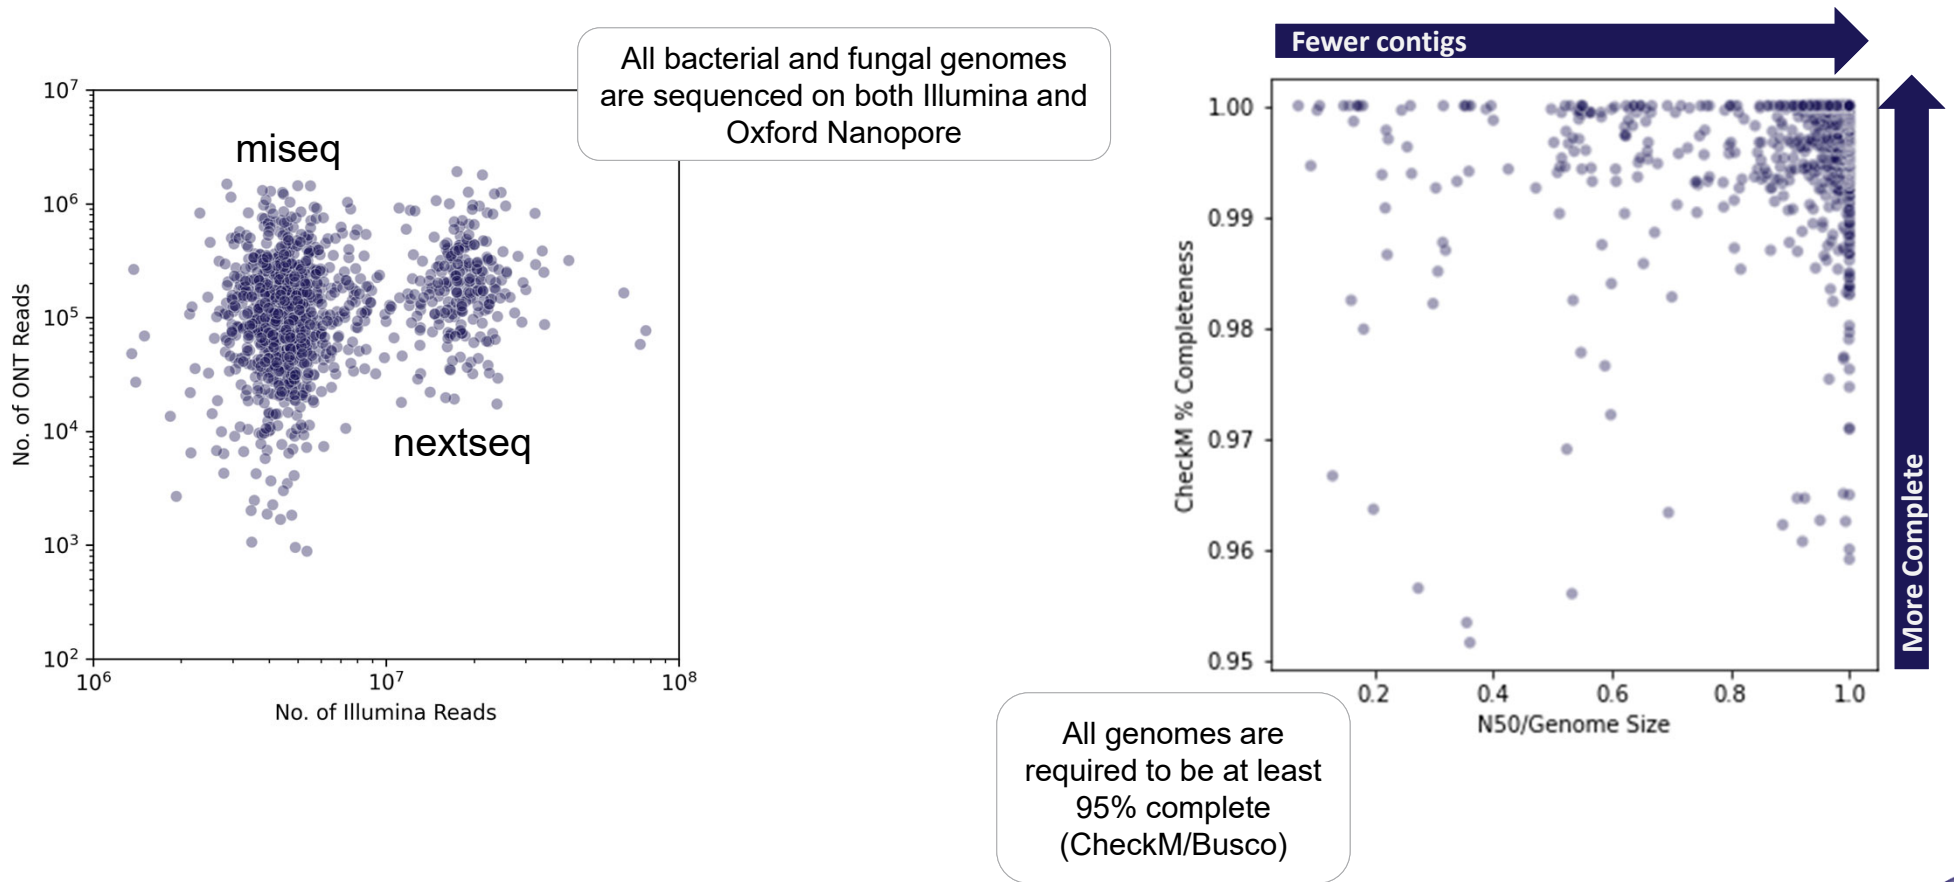 All bacterial and fungal genomes
are sequenced on both Illumina and
Oxford Nanopore
miseq
nextseq
10^7
10^6
10^5
10^4
10^3
10^2
No. of ONT Reads
10^6
10^7
10^8
No. of Illumina Reads
Fewer contigs
More Complete
1.00
0.99
0.98
0.97
0.96
0.95
CheckM % Completeness
0.2
0.4
0.6
0.8
1.0
N50/Genome Size
All genomes are
required to be at least
95% complete
(CheckM/Busco)